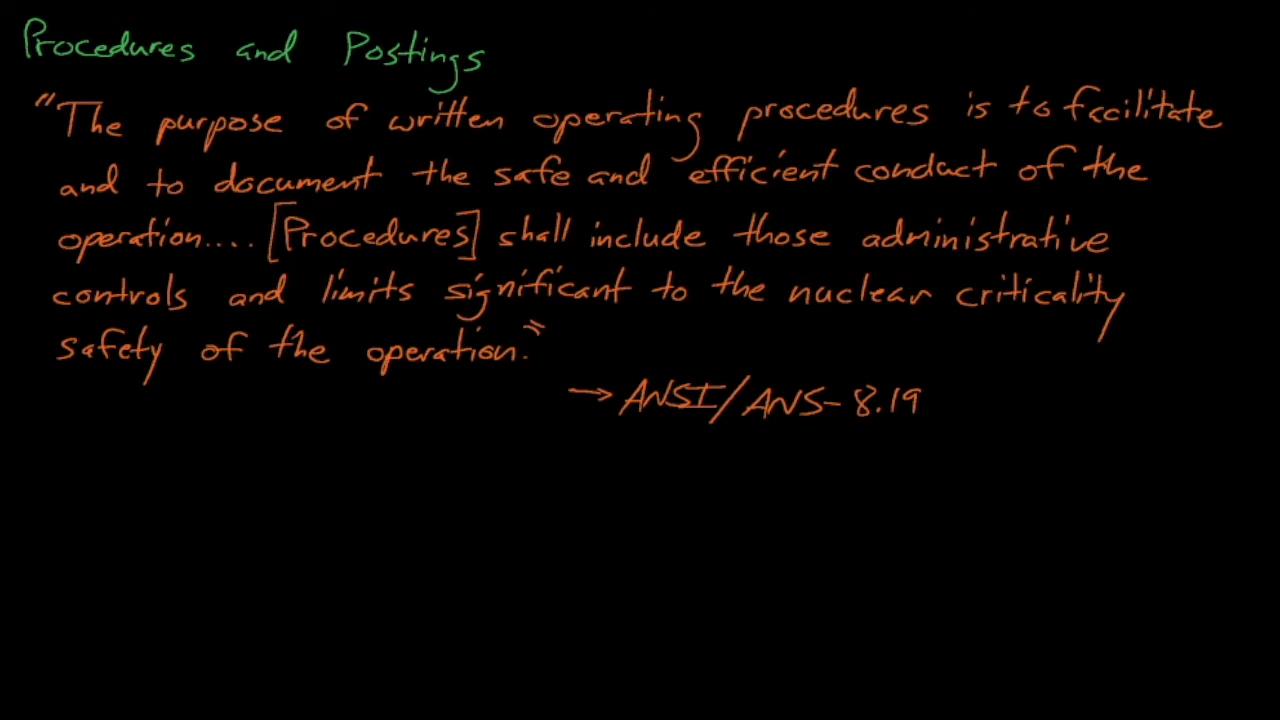 Procedures and Postings
"The purpose of written operating procedures is to facilitate
and to document the safe and efficient conduct of the
operation.... [Procedures] shall include those administrative
controls and limits significant to the nuclear criticality
safety of the operation."
→ ANSI/ANS-8.19